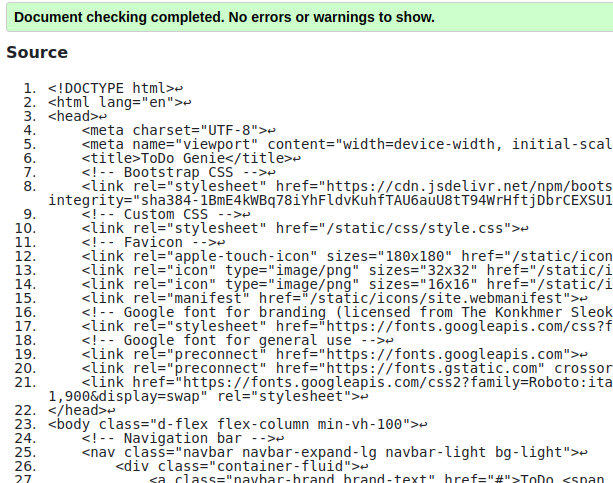 Document checking completed. No errors or warnings to show.
Source
1. <!DOCTYPE html>↩
2. <html lang="en">↩
3. <head>↩
4. <meta charset="UTF-8">↩
5. <meta name="viewport" content="width=device-width, initial-scal
6. <title>ToDo Genie</title>↩
7. <!-- Bootstrap CSS -->↩
8. <link rel="stylesheet" href="https://cdn.jsdelivr.net/npm/boots
integrity="sha384-1BmE4kWBq78iYhFldvKuhfTAU6auU8tT94WrHftjDbrCEXSU1
9. <!-- Custom CSS -->↩
10. <link rel="stylesheet" href="/static/css/style.css">↩
11. <!-- Favicon -->↩
12. <link rel="apple-touch-icon" sizes="180x180" href="/static/icon
13. <link rel="icon" type="image/png" sizes="32x32" href="/static/i
14. <link rel="icon" type="image/png" sizes="16x16" href="/static/i
15. <link rel="manifest" href="/static/icons/site.webmanifest">↩
16. <!-- Google font for branding (licensed from The Konkhmer Sleok
17. <link rel="stylesheet" href="https://fonts.googleapis.com/css?f
18. <!-- Google font for general use -->↩
19. <link rel="preconnect" href="https://fonts.googleapis.com">↩
20. <link rel="preconnect" href="https://fonts.gstatic.com" crossor
21. <link href="https://fonts.googleapis.com/css2?family=Roboto:ita
1,900&display=swap" rel="stylesheet">↩
22. </head>↩
23. <body class="d-flex flex-column min-vh-100">↩
24. <!-- Navigation bar -->↩
25. <nav class="navbar navbar-expand-lg navbar-light bg-light">↩
26. <div class="container-fluid">↩
27. <a class="navbar-brand brand-text" href="#">ToDo <span